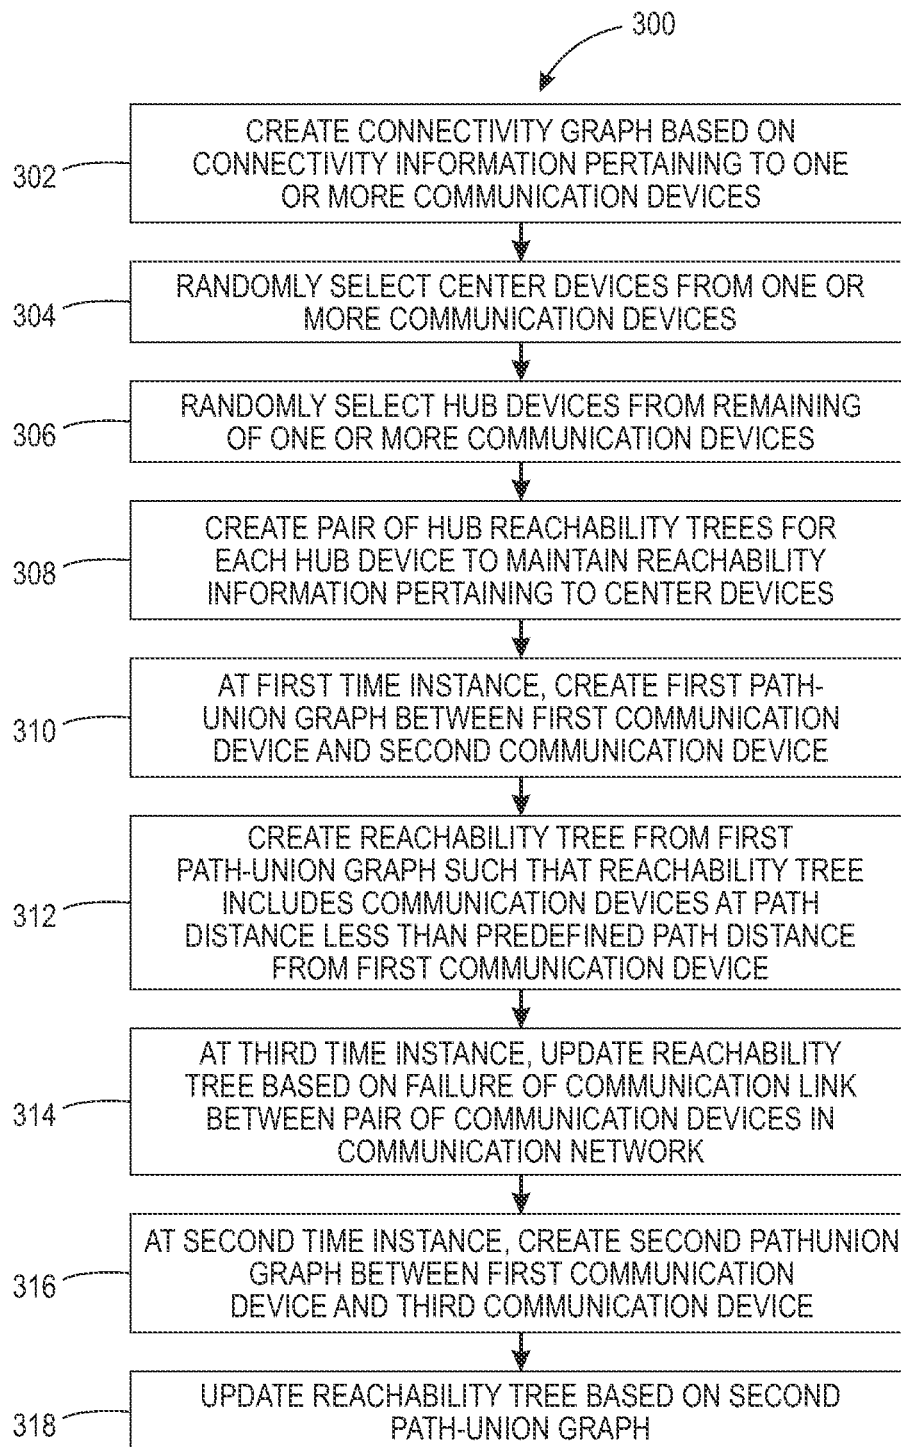 300
302
CREATE CONNECTIVITY GRAPH BASED ON
CONNECTIVITY INFORMATION PERTAINING TO ONE
OR MORE COMMUNICATION DEVICES
304
RANDOMLY SELECT CENTER DEVICES FROM ONE OR
MORE COMMUNICATION DEVICES
306
RANDOMLY SELECT HUB DEVICES FROM REMAINING
OF ONE OR MORE COMMUNICATION DEVICES
308
CREATE PAIR OF HUB REACHABILITY TREES FOR
EACH HUB DEVICE TO MAINTAIN REACHABILITY
INFORMATION PERTAINING TO CENTER DEVICES
310
AT FIRST TIME INSTANCE, CREATE FIRST PATH-
UNION GRAPH BETWEEN FIRST COMMUNICATION
DEVICE AND SECOND COMMUNICATION DEVICE
312
CREATE REACHABILITY TREE FROM FIRST
PATH-UNION GRAPH SUCH THAT REACHABILITY TREE
INCLUDES COMMUNICATION DEVICES AT PATH
DISTANCE LESS THAN PREDEFINED PATH DISTANCE
FROM FIRST COMMUNICATION DEVICE
314
AT THIRD TIME INSTANCE, UPDATE REACHABILITY
TREE BASED ON FAILURE OF COMMUNICATION LINK
BETWEEN PAIR OF COMMUNICATION DEVICES IN
COMMUNICATION NETWORK
316
AT SECOND TIME INSTANCE, CREATE SECOND PATHUNION
GRAPH BETWEEN FIRST COMMUNICATION
DEVICE AND THIRD COMMUNICATION DEVICE
318
UPDATE REACHABILITY TREE BASED ON SECOND
PATH-UNION GRAPH